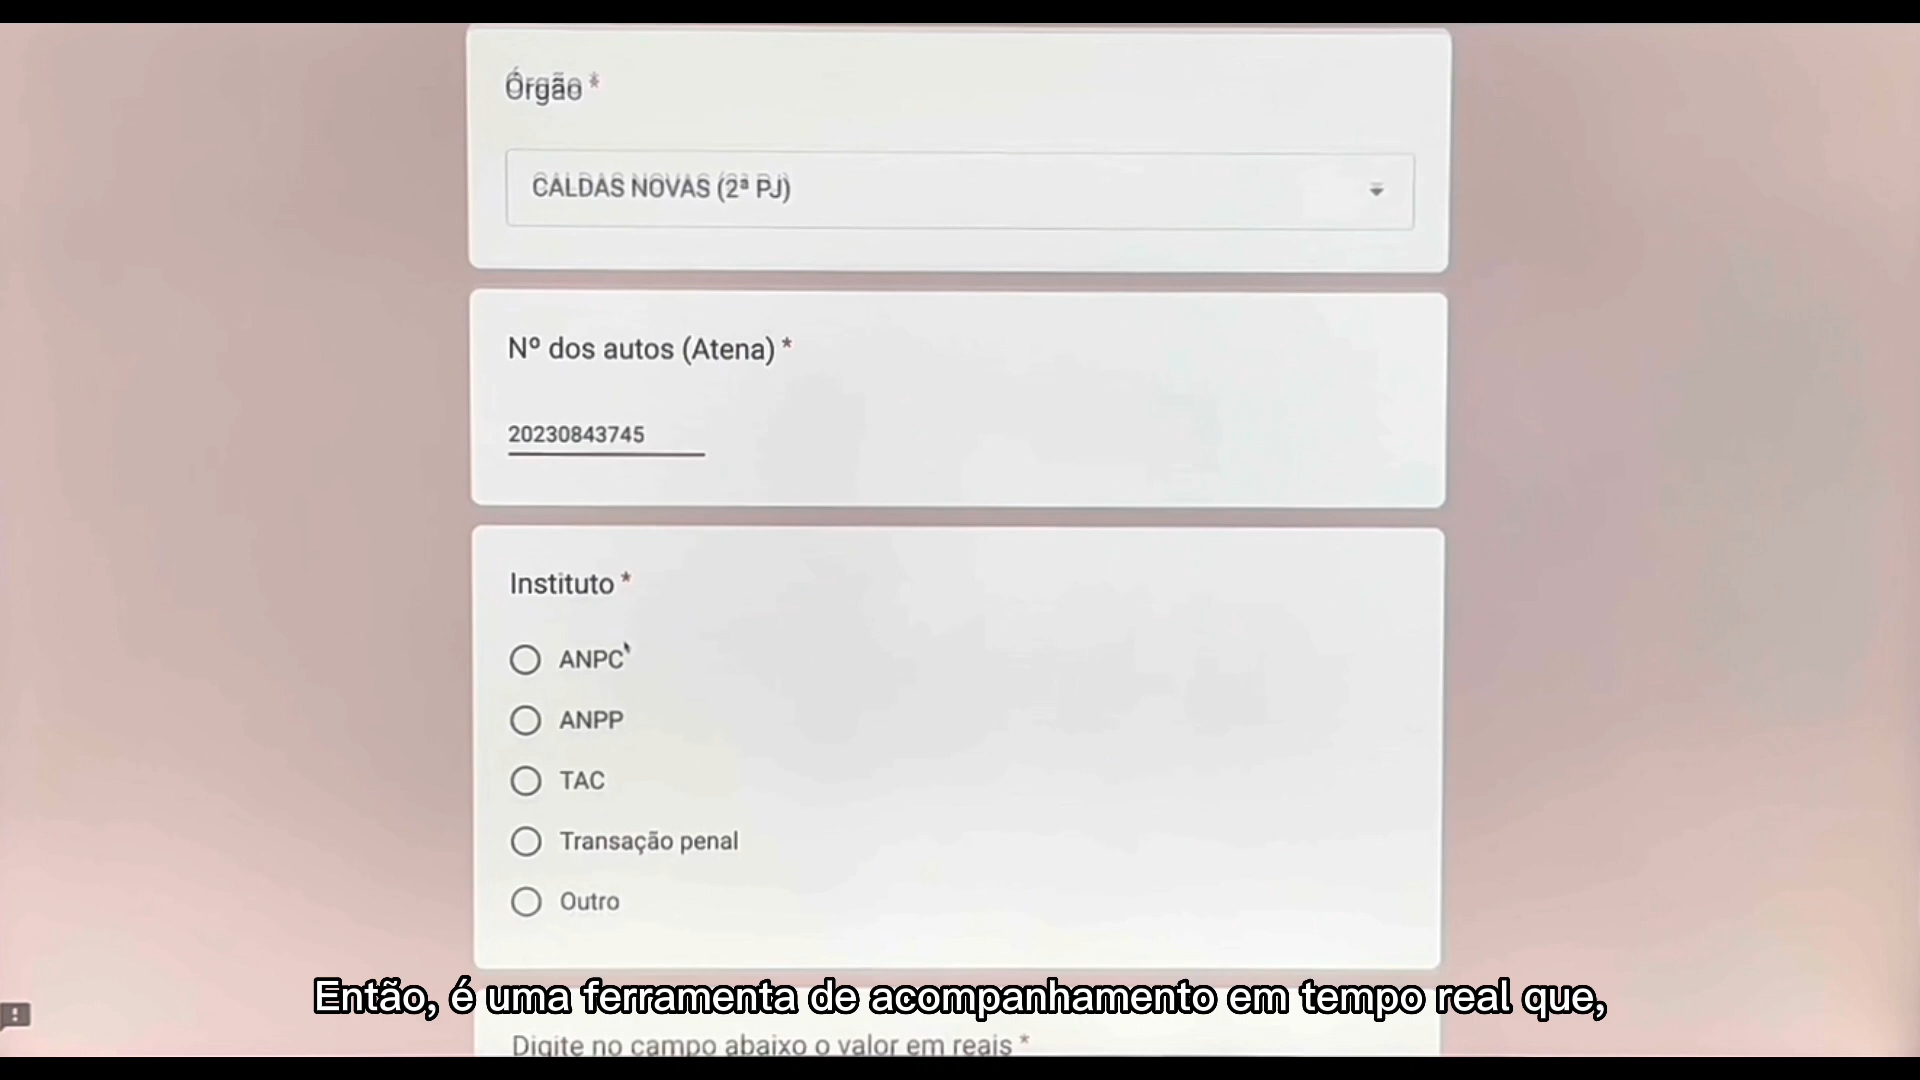 Órgão *
CALDAS NOVAS (2ª PJ)
Nº dos autos (Atena) *
20230843745
Instituto *
ANPC
ANPP
TAC
Transação penal
Outro
Então, é uma ferramenta de acompanhamento em tempo real que,
Digite no campo abaixo o valor em reais *